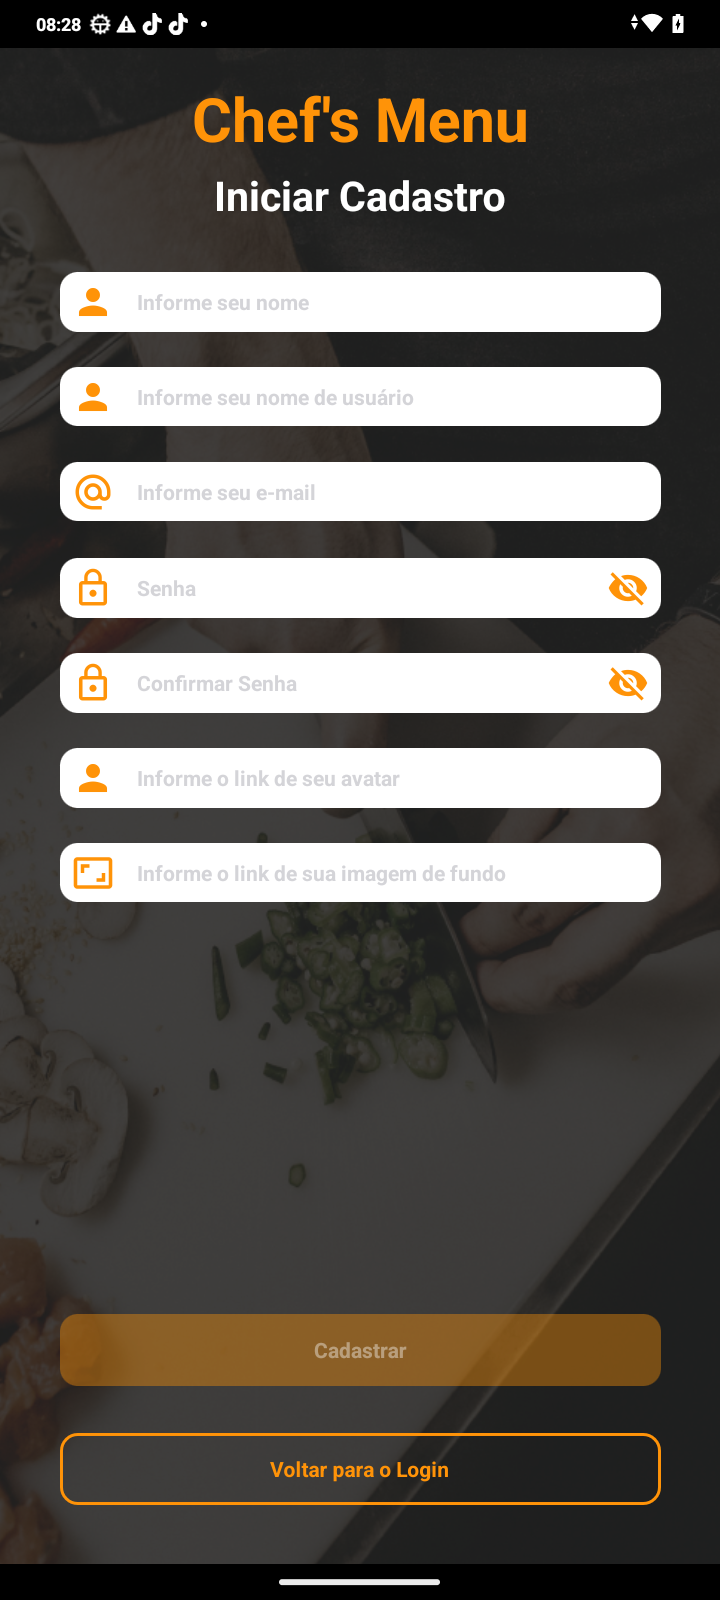 08:28
Chef's Menu
Iniciar Cadastro
Informe seu nome
Informe seu nome de usuário
Informe seu e-mail
Senha
Confirmar Senha
Informe o link de seu avatar
Informe o link de sua imagem de fundo
Cadastrar
Voltar para o Login